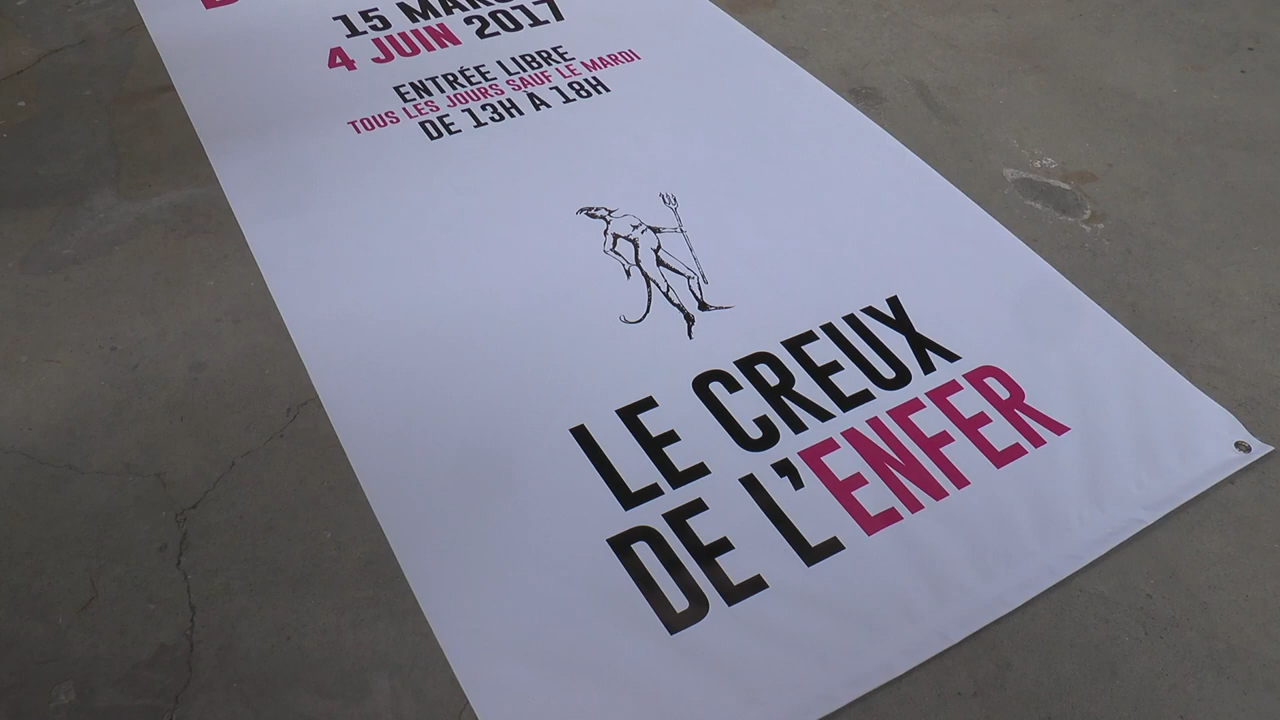 15 MARS
4 JUIN 2017
ENTRÉE LIBRE
TOUS LES JOURS SAUF LE MARDI
DE 13H À 18H
LE CREUX
DE L'ENFER